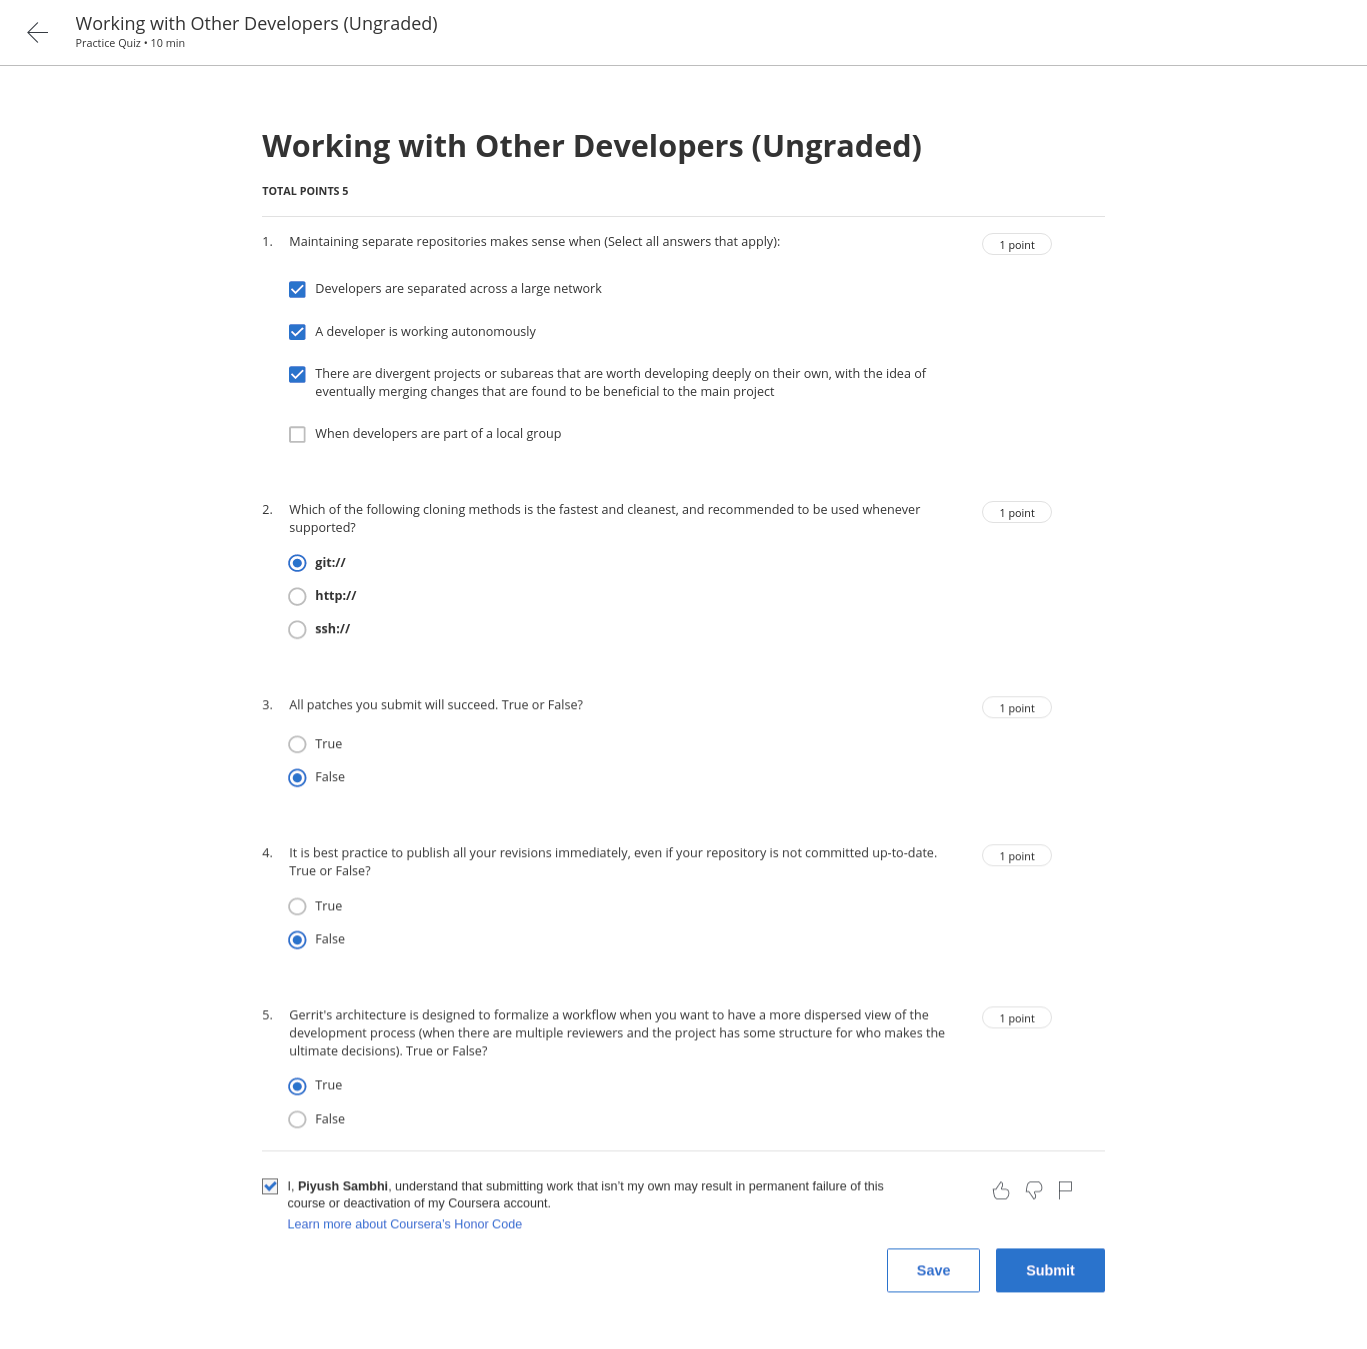 Working with Other Developers (Ungraded)
Practice Quiz • 10 min
Working with Other Developers (Ungraded)
TOTAL POINTS 5
1. Maintaining separate repositories makes sense when (Select all answers that apply):
1 point
Developers are separated across a large network
A developer is working autonomously
There are divergent projects or subareas that are worth developing deeply on their own, with the idea of
eventually merging changes that are found to be beneficial to the main project
When developers are part of a local group
2. Which of the following cloning methods is the fastest and cleanest, and recommended to be used whenever
supported?
1 point
git://
http://
ssh://
3. All patches you submit will succeed. True or False?
1 point
True
False
4. It is best practice to publish all your revisions immediately, even if your repository is not committed up-to-date.
True or False?
1 point
True
False
5. Gerrit's architecture is designed to formalize a workflow when you want to have a more dispersed view of the
development process (when there are multiple reviewers and the project has some structure for who makes the
ultimate decisions). True or False?
1 point
True
False
I, Piyush Sambhi, understand that submitting work that isn't my own may result in permanent failure of this
course or deactivation of my Coursera account.
Learn more about Coursera's Honor Code
Save
Submit